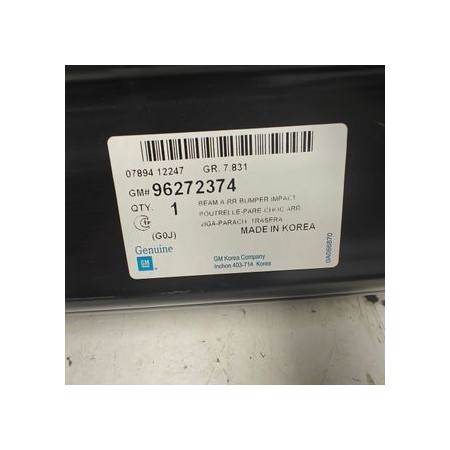 07894 12247 GR. 7.831
GM# 96272374
QTY. 1
BEAM A RR BUMPER IMPACT
POUTRELLE-PARE CHOC ARR
VIGA-PARACH. TRASERA
MADE IN KOREA
(G0J)
Genuine
GM
GM Korea Company
Inchon 403-714 Korea